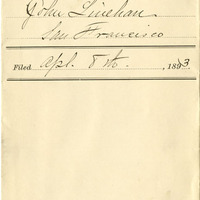 John Linehan.
San Francisco
Filed Apl. 8th. , 1893